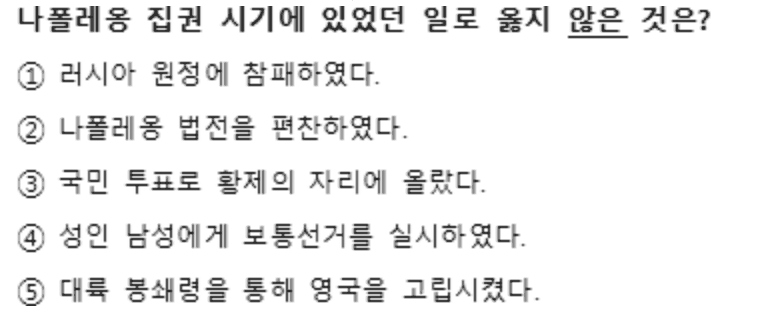 나폴레옹 집권 시기에 있었던 일로 옳지 않은 것은?
① 러시아 원정에 참패하였다.
② 나폴레옹 법전을 편찬하였다.
③ 국민 투표로 황제의 자리에 올랐다.
④ 성인 남성에게 보통선거를 실시하였다.
⑤ 대륙 봉쇄령을 통해 영국을 고립시켰다.